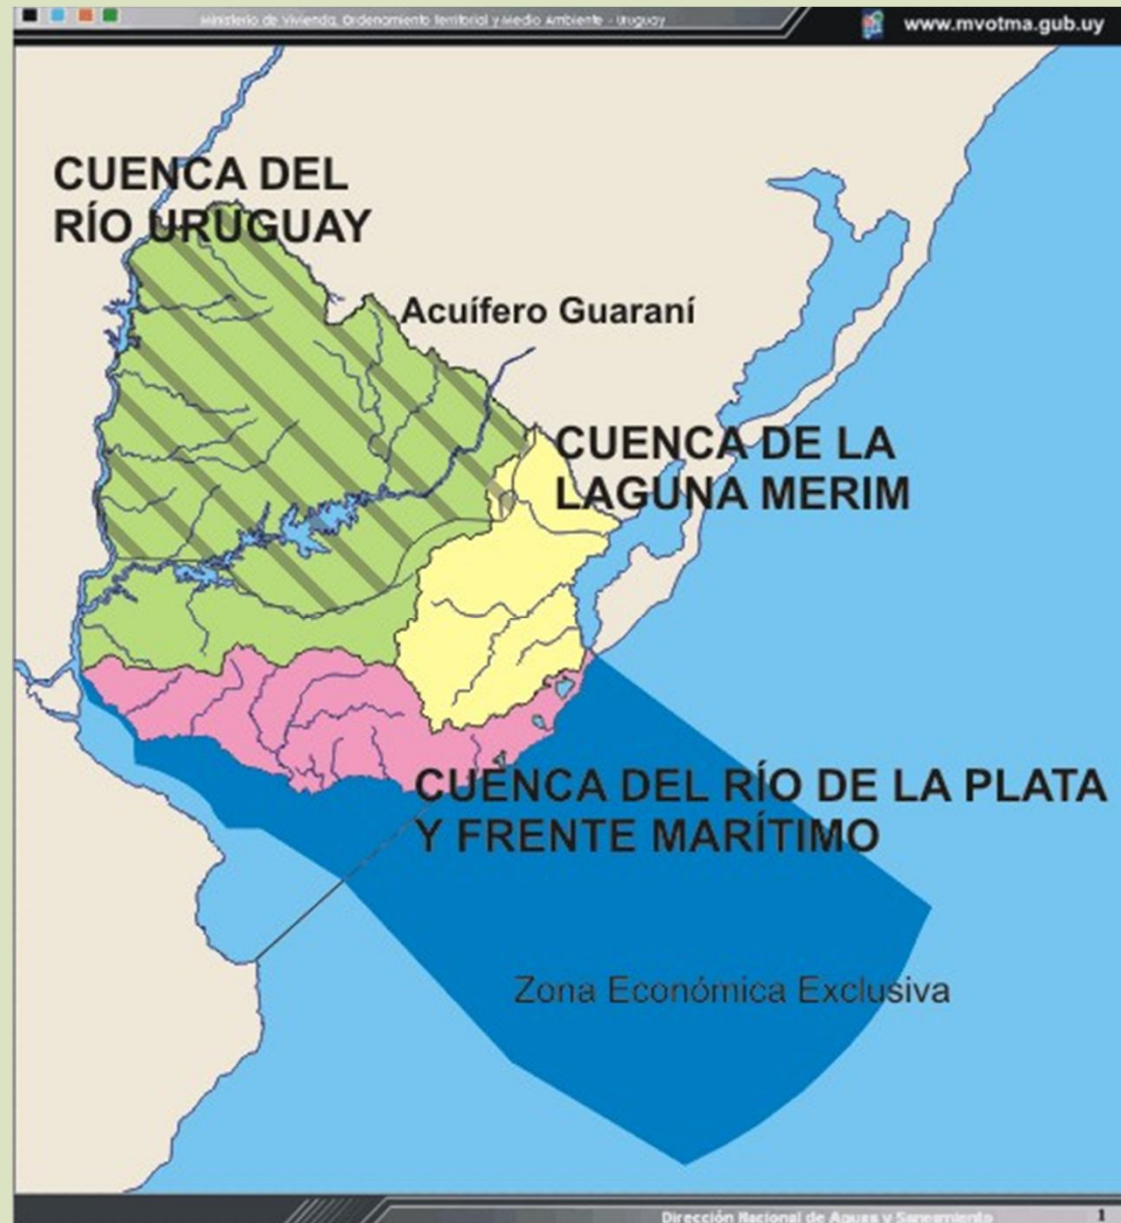 Ministerio de Vivienda, Ordenamiento Territorial y Medio Ambiente - Uruguay
www.mvotma.gub.uy
CUENCA DEL
RÍO URUGUAY
Acuífero Guaraní
CUENCA DE LA
LAGUNA MERIM
CUENCA DEL RÍO DE LA PLATA
Y FRENTE MARÍTIMO
Zona Económica Exclusiva
Dirección Nacional de Aguas y Saneamiento
1